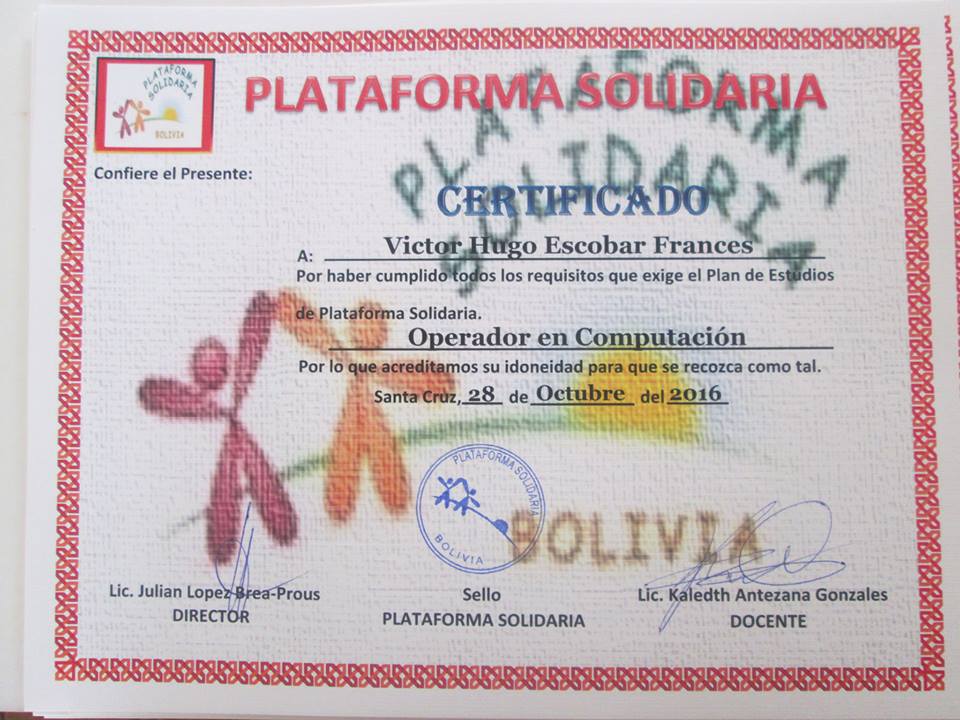 PLATAFORMA
SOLIDARIA
BOLIVIA
PLATAFORMA SOLIDARIA
PLATAFORMA
SOLIDARIA
Confiere el Presente:
CERTIFICADO
A: Victor Hugo Escobar Frances
Por haber cumplido todos los requisitos que exige el Plan de Estudios
de Plataforma Solidaria.
Operador en Computación
Por lo que acreditamos su idoneidad para que se recozca como tal.
Santa Cruz, 28 de Octubre del 2016
PLATAFORMA SOLIDARIA
BOLIVIA
BOLIVIA
Lic. Julian Lopez Brea-Prous
DIRECTOR
Sello
PLATAFORMA SOLIDARIA
Lic. Kaledth Antezana Gonzales
DOCENTE